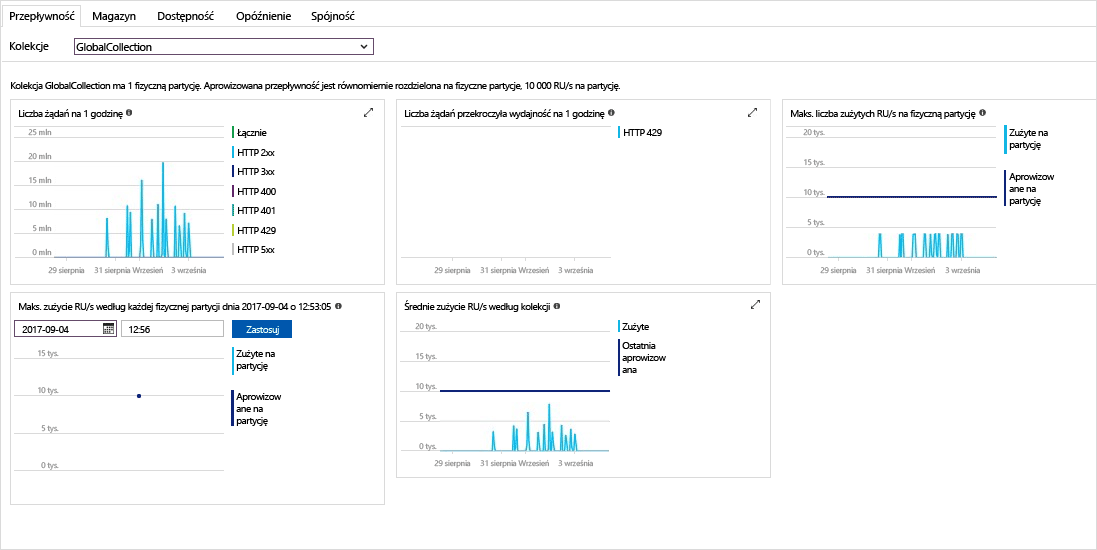 Przepływność Magazyn Dostępność Opóźnienie Spójność
Kolekcje GlobalCollection
Kolekcja GlobalCollection ma 1 fizyczną partycję. Aprowizowana przepływność jest równomiernie rozdzielona na fizyczne partycje, 10 000 RU/s na partycję.
Liczba żądań na 1 godzinę
25 mln
20 mln
15 mln
10 mln
5 mln
0 mln
29 sierpnia 31 sierpnia Wrzesień 3 września
Łącznie
HTTP 2xx
HTTP 3xx
HTTP 400
HTTP 401
HTTP 429
HTTP 5xx
Liczba żądań przekroczyła wydajność na 1 godzinę
HTTP 429
29 sierpnia 31 sierpnia Wrzesień 3 września
Maks. liczba zużytych RU/s na fizyczną partycję
20 tys.
15 tys.
10 tys.
5 tys.
0 tys.
29 sierpnia 31 sierpnia Wrzesień 3 września
Zużyte na
partycję
Aprowizow
ane na
partycję
Maks. zużycie RU/s według każdej fizycznej partycji dnia 2017-09-04 o 12:53:05
2017-09-04 12:56 Zastosuj
15 tys.
10 tys.
5 tys.
0 tys.
Zużyte na
partycję
Aprowizow
ane na
partycję
Średnie zużycie RU/s według kolekcji
20 tys.
15 tys.
10 tys.
5 tys.
0 tys.
29 sierpnia 31 sierpnia Wrzesień 3 września
Zużyte
Ostatnia
aprowizow
ana